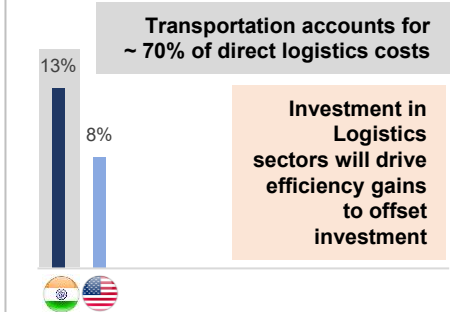 Transportation accounts for
~ 70% of direct logistics costs
13%
8%
Investment in
Logistics
sectors will drive
efficiency gains
to offset
investment